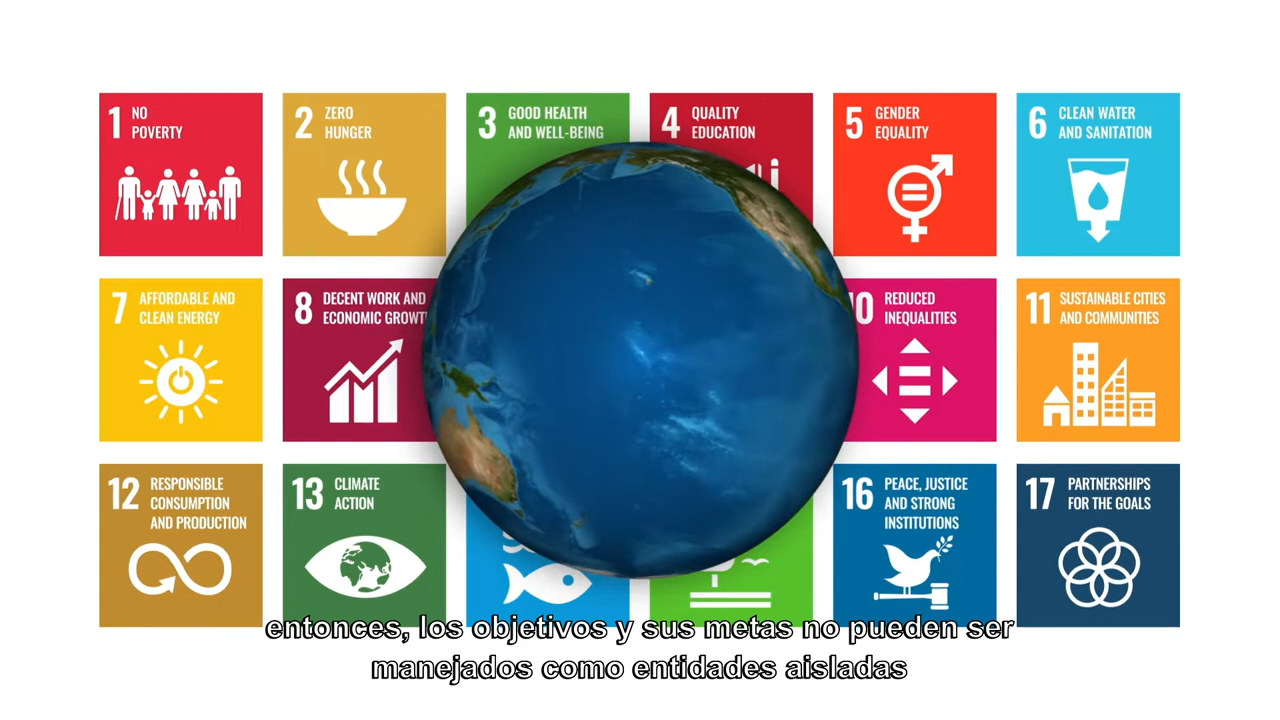 1 NO
POVERTY
2 ZERO
HUNGER
3 GOOD HEALTH
AND WELL-BEING
4 QUALITY
EDUCATION
5 GENDER
EQUALITY
6 CLEAN WATER
AND SANITATION
7 AFFORDABLE AND
CLEAN ENERGY
8 DECENT WORK AND
ECONOMIC GROWT
10 REDUCED
INEQUALITIES
11 SUSTAINABLE CITIES
AND COMMUNITIES
12 RESPONSIBLE
CONSUMPTION
AND PRODUCTION
13 CLIMATE
ACTION
16 PEACE, JUSTICE
AND STRONG
INSTITUTIONS
17 PARTNERSHIPS
FOR THE GOALS
entonces, los objetivos y sus metas no pueden ser
manejados como entidades aisladas